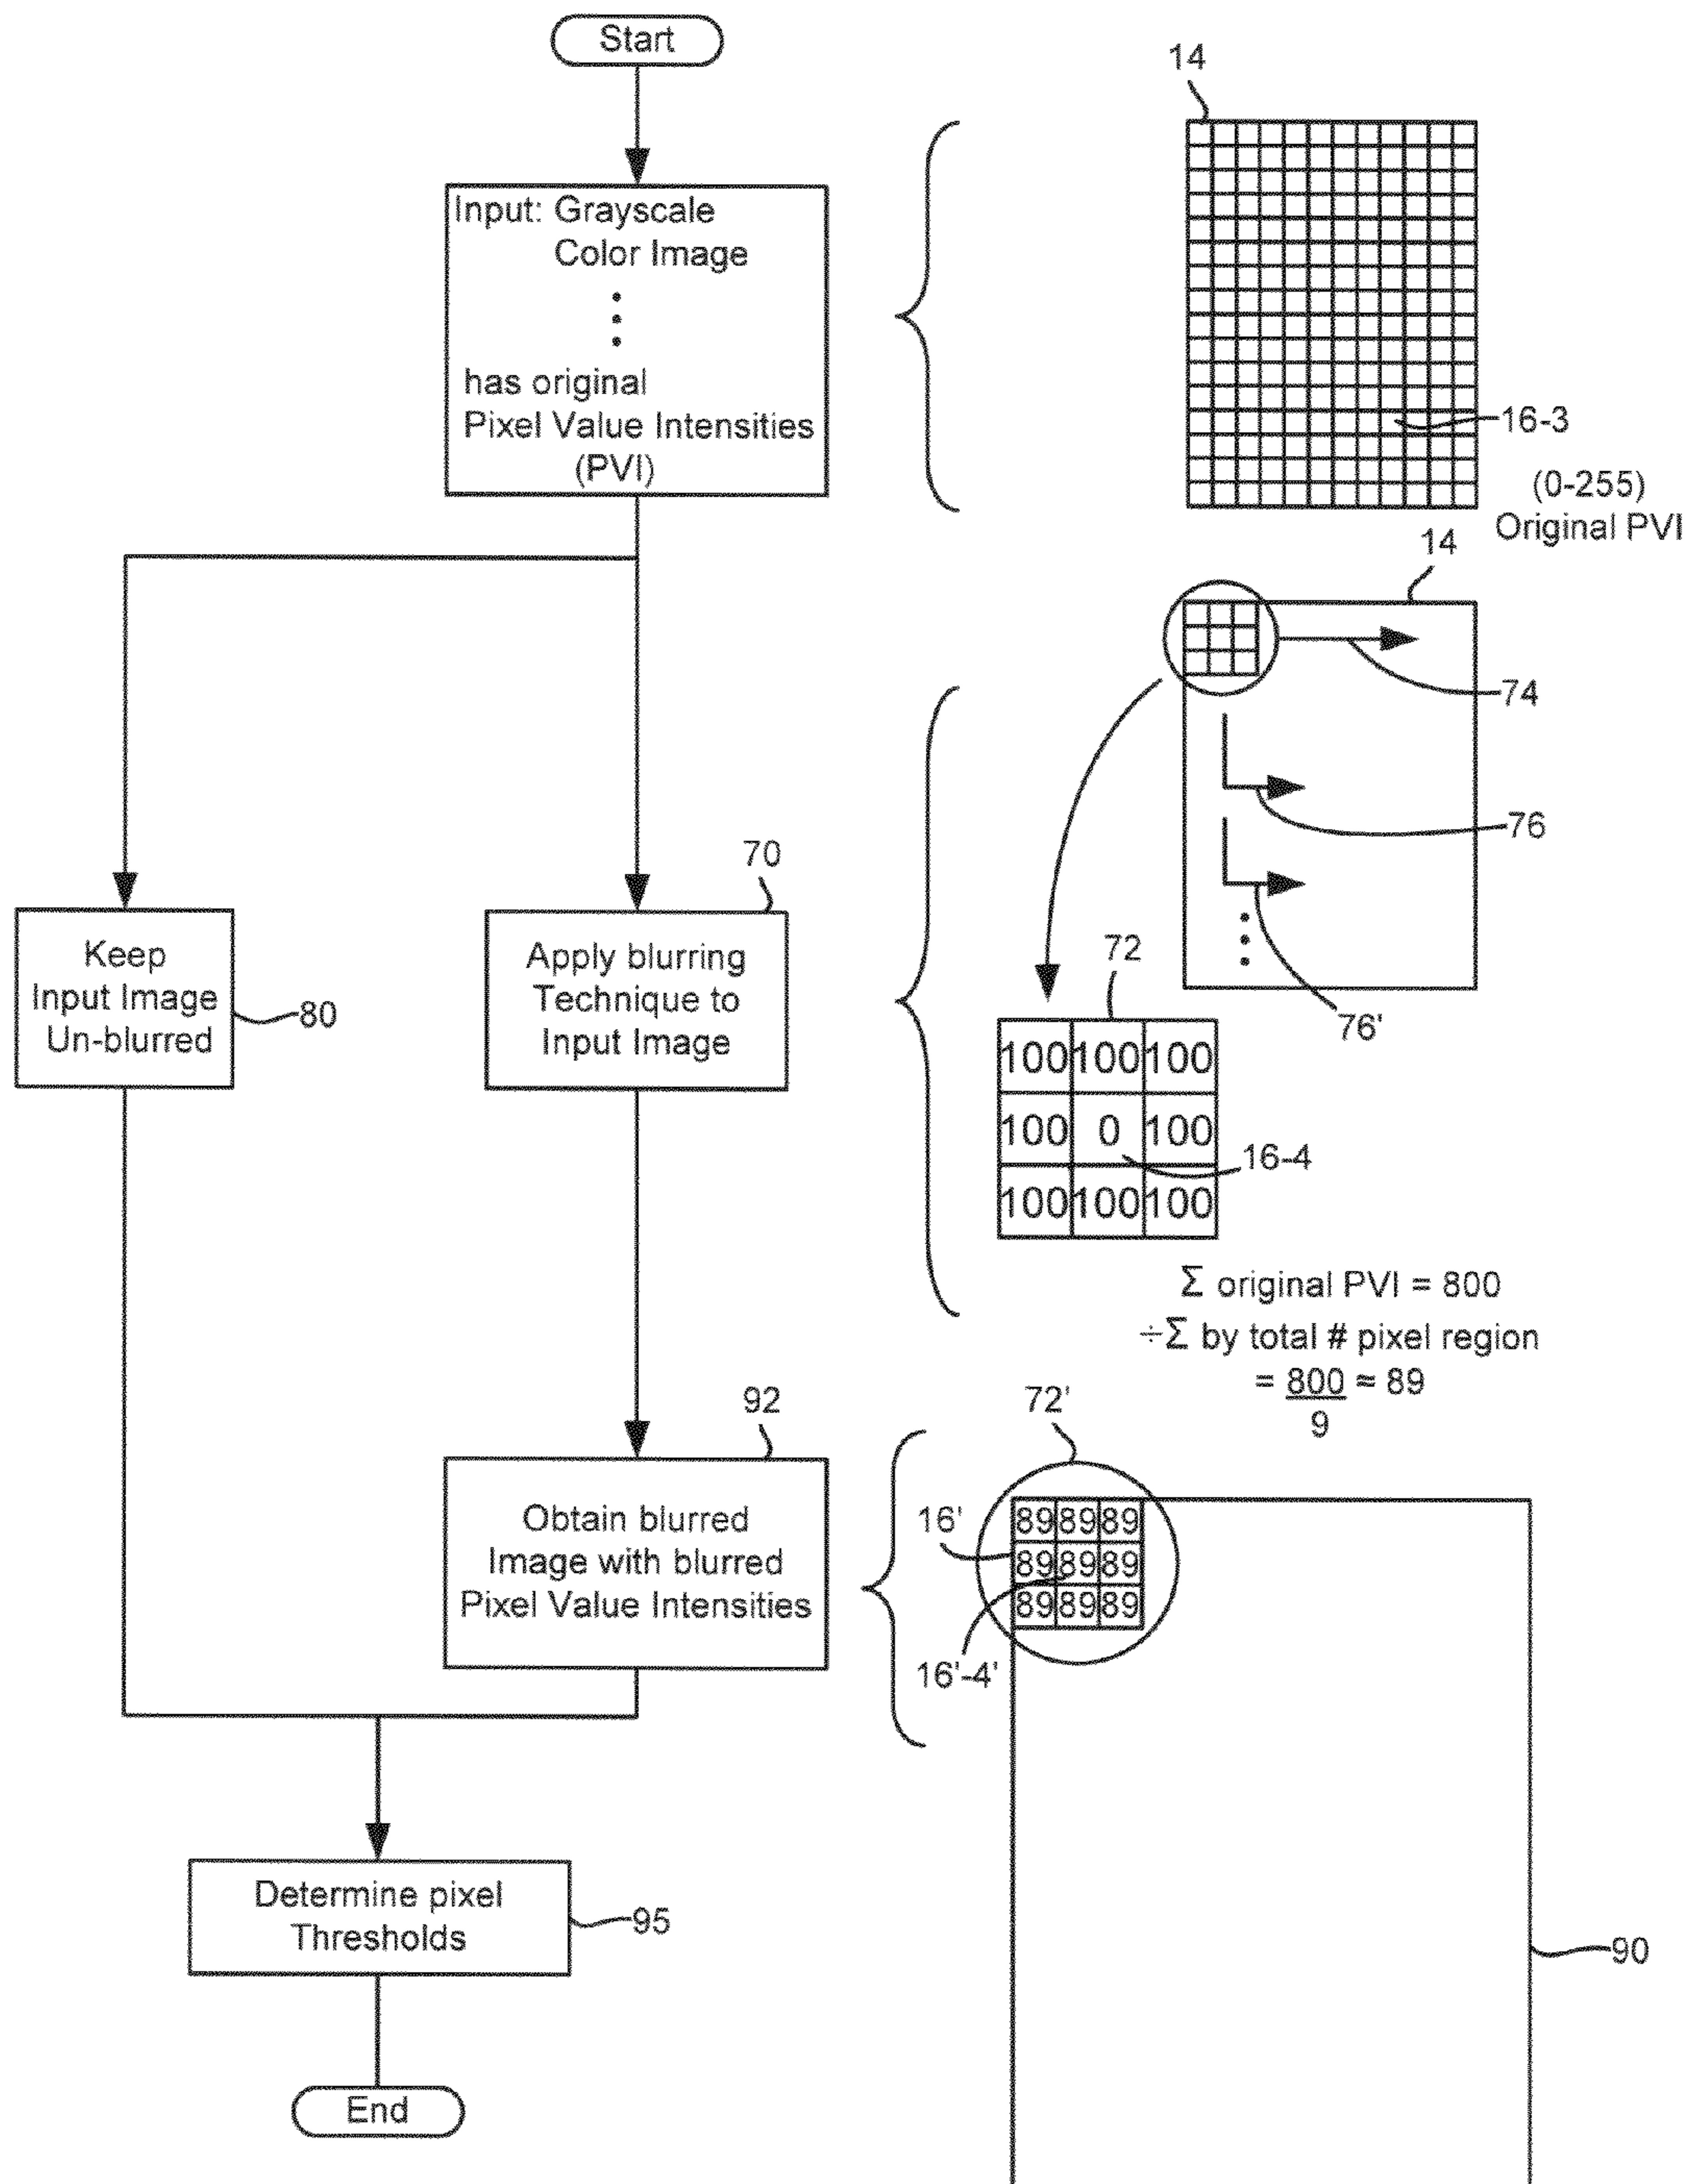 Start
14
Input: Grayscale
Color Image
has original
Pixel Value Intensities
(PVI)
16-3
(0-255)
Original PVI
14
74
76
76'
70
Keep
Input Image
Un-blurred
80
Apply blurring
Technique to
Input Image
72
100 100 100
100 0 100
100 100 100
16-4
Σ original PVI = 800
÷Σ by total # pixel region
= 800 ≈ 89
9
92
72'
Obtain blurred
Image with blurred
Pixel Value Intensities
16'
89 89 89
89 89 89
89 89 89
16'-4'
Determine pixel
Thresholds
95
90
End